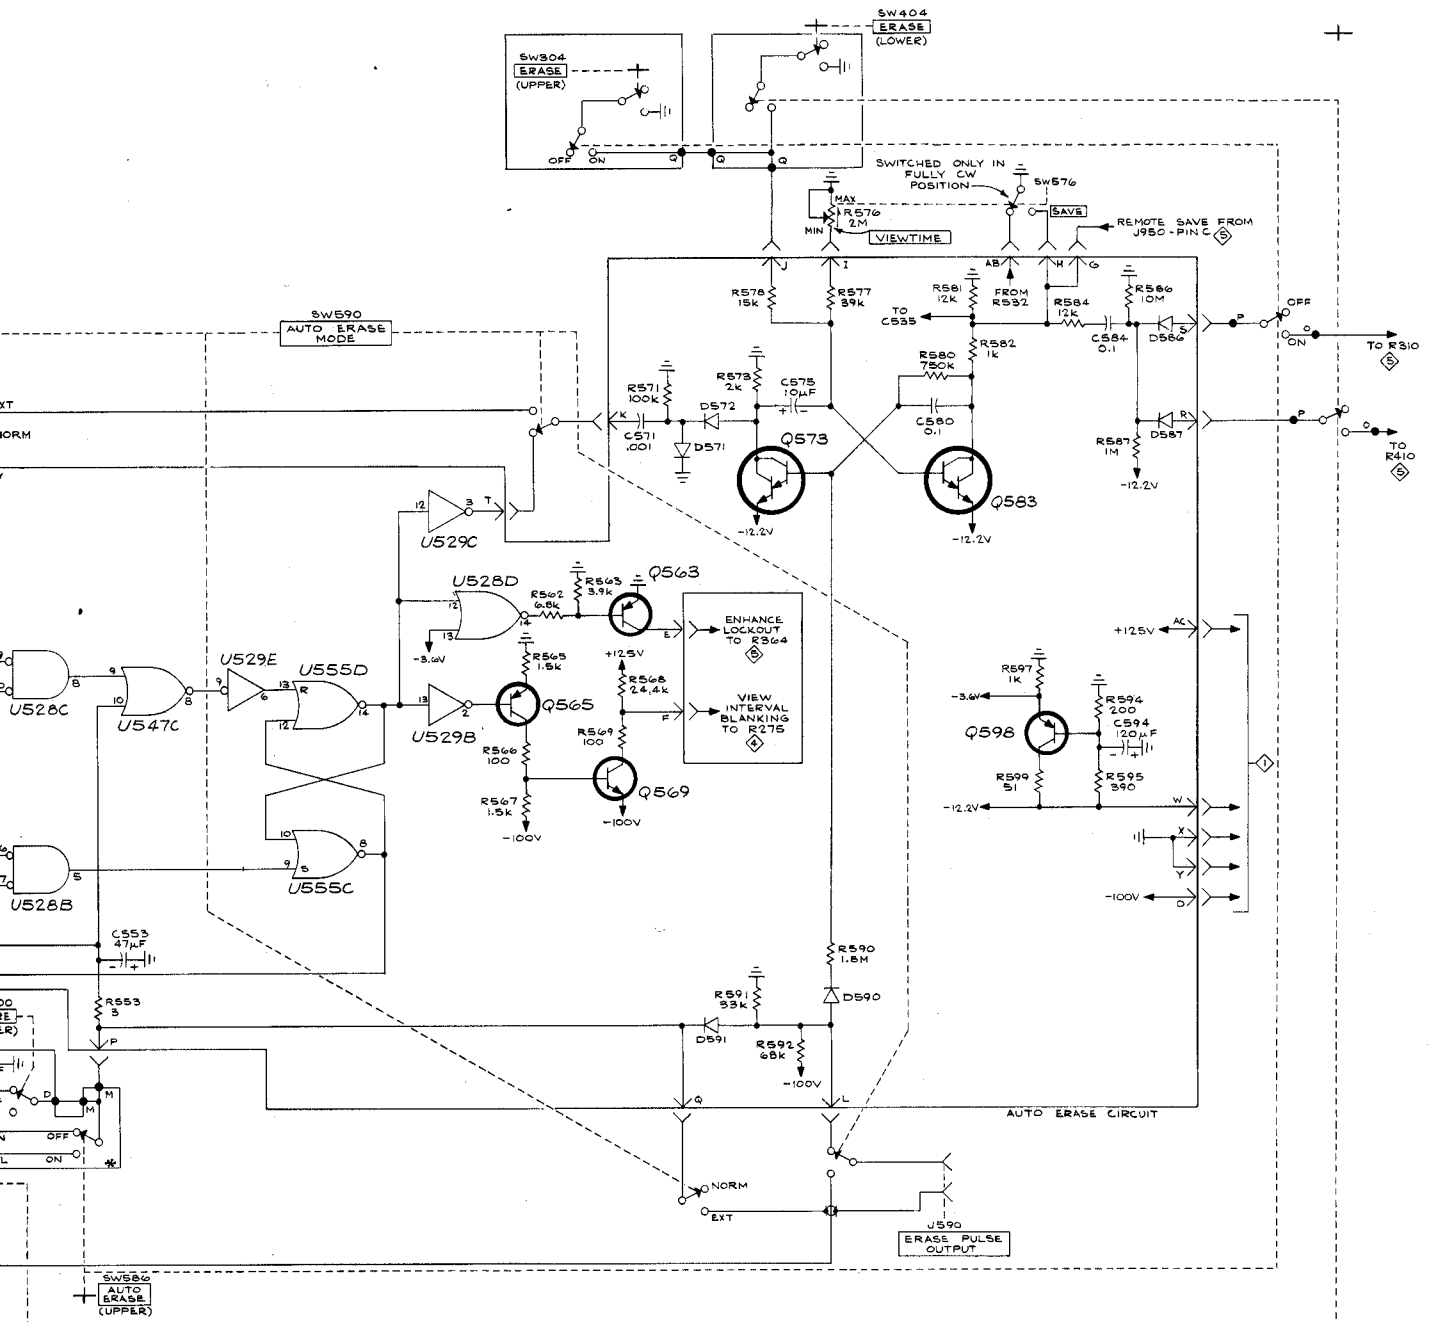 SW404
ERASE
(LOWER)
SW304
ERASE
(UPPER)
OFF
ON
Q
Q
Q
SWITCHED ONLY IN
FULLY CW
POSITION
SW576
SAVE
MAX
R576
2M
MIN
VIEWTIME
REMOTE SAVE FROM
J950-PIN C 5
J
I
AB
H
G
FROM
R532
R578
15K
R577
39K
R581
12K
TO
C535
R584
12K
R586
10M
C584
0.1
D586
S
P
OFF
ON
O
TO R310
5
SW590
AUTO ERASE
MODE
R582
1K
R580
750K
C580
0.1
R573
2K
C575
10µF
+
-
R571
100K
K
C571
.001
D572
D571
Q573
Q583
-12.2V
-12.2V
D587
R
P
O
TO
R410
5
R587
1M
-12.2V
XT
NORM
12
3
T
U529C
U528D
12
13
14
-3.6V
R562
6.8K
R563
3.9K
Q563
E
ENHANCE
LOCKOUT
TO R364
5
+125V
R565
1.5K
R568
24.4K
VIEW
INTERVAL
BLANKING
TO R275
4
F
+125V
AC
8
U528C
9
10
8
U547C
U529E
9
6
U555D
13
R
12
14
13
2
U529B
Q565
R566
100
R569
100
R567
1.5K
-100V
Q569
-100V
R597
1K
-3.6V
R594
200
C594
120µF
-
+
Q598
R599
51
R595
390
-12.2V
W
X
Y
-100V
D
1
6
7
5
U528B
10
9
S
8
U555C
C553
47µF
-
+
R553
3
P
R590
1.8M
D590
R591
33K
D591
R592
68K
-100V
Q
L
AUTO ERASE CIRCUIT
D
M
M
OFF
ON
*
NORM
EXT
J590
ERASE PULSE
OUTPUT
SW586
AUTO
ERASE
(UPPER)